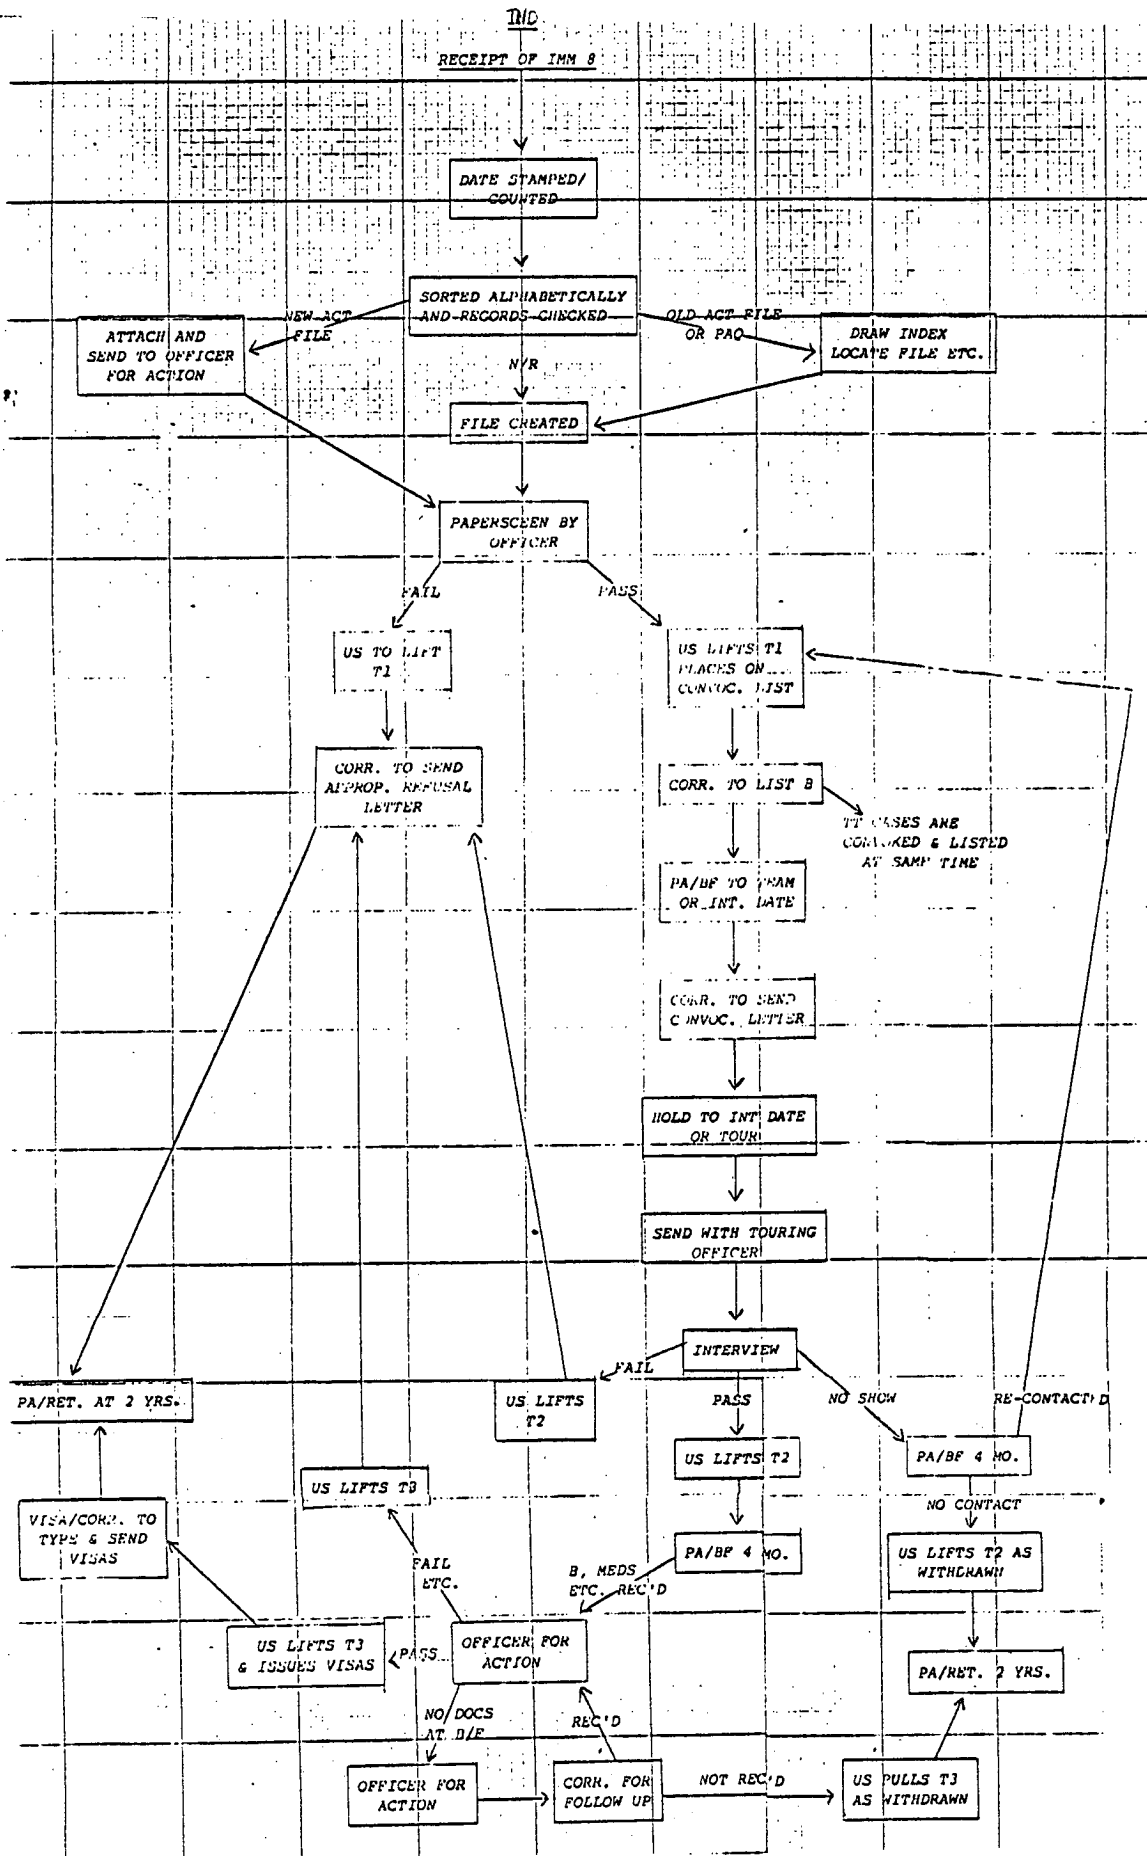 IND
RECEIPT OF IMM 8
DATE STAMPED/
COUNTED
SORTED ALPHABETICALLY
AND RECORDS CHECKED
NEW ACT
FILE
OLD ACT FILE
OR PAQ
ATTACH AND
SEND TO OFFICER
FOR ACTION
N/R
DRAW INDEX
LOCATE FILE ETC.
FILE CREATED
PAPERSCEEN BY
OFFICER
FAIL
PASS
US TO LIFT
T1
US LIFTS T1
PLACES ON
CONVOC. LIST
CORR. TO SEND
APPROP. REFUSAL
LETTER
CORR. TO LIST B
TT CASES ARE
CONVOKED & LISTED
AT SAME TIME
PA/BF TO TEAM
OR INT. DATE
CORR. TO SEND
CONVOC. LETTER
HOLD TO INT DATE
OR TOUR
SEND WITH TOURING
OFFICER
INTERVIEW
FAIL
PASS
NO SHOW
RE-CONTACT'D
PA/RET. AT 2 YRS.
US LIFTS
T2
US LIFTS T2
PA/BF 4 MO.
US LIFTS T3
NO CONTACT
VISA/CORR. TO
TYPE & SEND
VISAS
PA/BF 4 MO.
US LIFTS T2 AS
WITHDRAWN
FAIL
ETC.
B, MEDS
ETC. REC'D
US LIFTS T3
& ISSUES VISAS
PASS
OFFICER FOR
ACTION
PA/RET. 2 YRS.
NO DOCS
AT B/F
REC'D
OFFICER FOR
ACTION
CORR. FOR
FOLLOW UP
NOT REC'D
US PULLS T3
AS WITHDRAWN